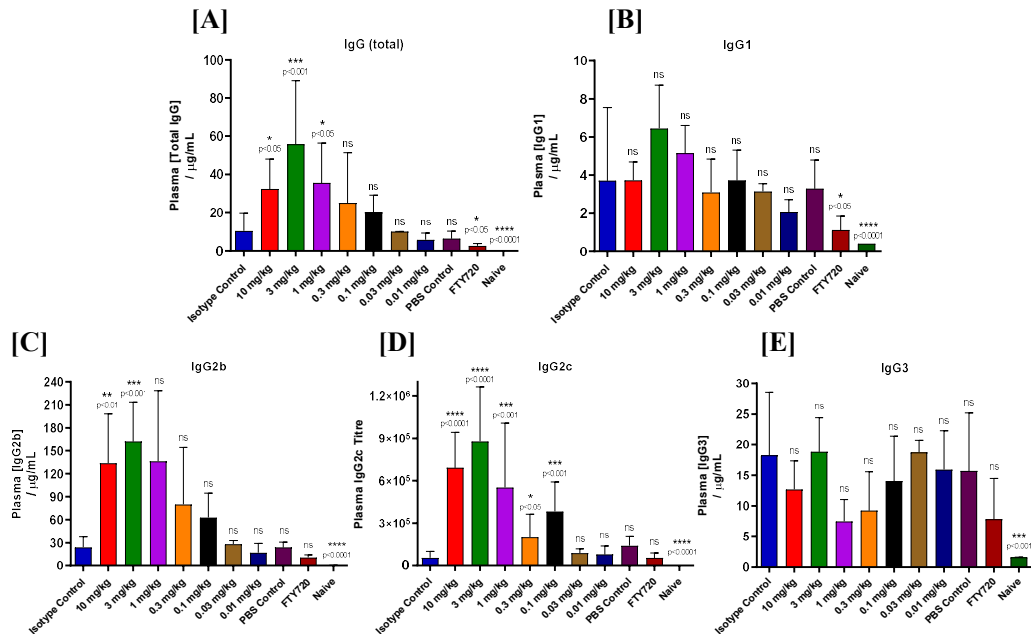 [A]
IgG (total)
Plasma [Total IgG]
/ µg/mL
100
80
60
40
20
0
*
p<0.05
***
p<0.001
*
p<0.05
ns
ns
ns
ns
ns
*
p<0.05
****
p<0.0001
Isotype Control
10 mg/kg
3 mg/kg
1 mg/kg
0.3 mg/kg
0.1 mg/kg
0.03 mg/kg
0.01 mg/kg
PBS Control
FTY720
Naive
[B]
IgG1
Plasma [IgG1]
/ µg/mL
10
8
6
4
2
0
ns
ns
ns
ns
ns
ns
ns
ns
*
p<0.05
****
p<0.0001
Isotype Control
10 mg/kg
3 mg/kg
1 mg/kg
0.3 mg/kg
0.1 mg/kg
0.03 mg/kg
0.01 mg/kg
PBS Control
FTY720
Naive
[C]
IgG2b
Plasma [IgG2b]
/ µg/mL
240
210
180
150
120
90
60
30
0
**
p<0.01
***
p<0.001
ns
ns
ns
ns
ns
ns
ns
****
p<0.0001
Isotype Control
10 mg/kg
3 mg/kg
1 mg/kg
0.3 mg/kg
0.1 mg/kg
0.03 mg/kg
0.01 mg/kg
PBS Control
FTY720
Naive
[D]
IgG2c
Plasma IgG2c Titre
1.2×10⁶
9×10⁵
6×10⁵
3×10⁵
0
****
p<0.0001
****
p<0.0001
***
p<0.001
*
p<0.05
***
p<0.001
ns
ns
ns
ns
****
p<0.0001
Isotype Control
10 mg/kg
3 mg/kg
1 mg/kg
0.3 mg/kg
0.1 mg/kg
0.03 mg/kg
0.01 mg/kg
PBS Control
FTY720
Naive
[E]
IgG3
Plasma [IgG3]
/ µg/mL
30
25
20
15
10
5
0
ns
ns
ns
ns
ns
ns
ns
ns
ns
***
p<0.001
Isotype Control
10 mg/kg
3 mg/kg
1 mg/kg
0.3 mg/kg
0.1 mg/kg
0.03 mg/kg
0.01 mg/kg
PBS Control
FTY720
Naive